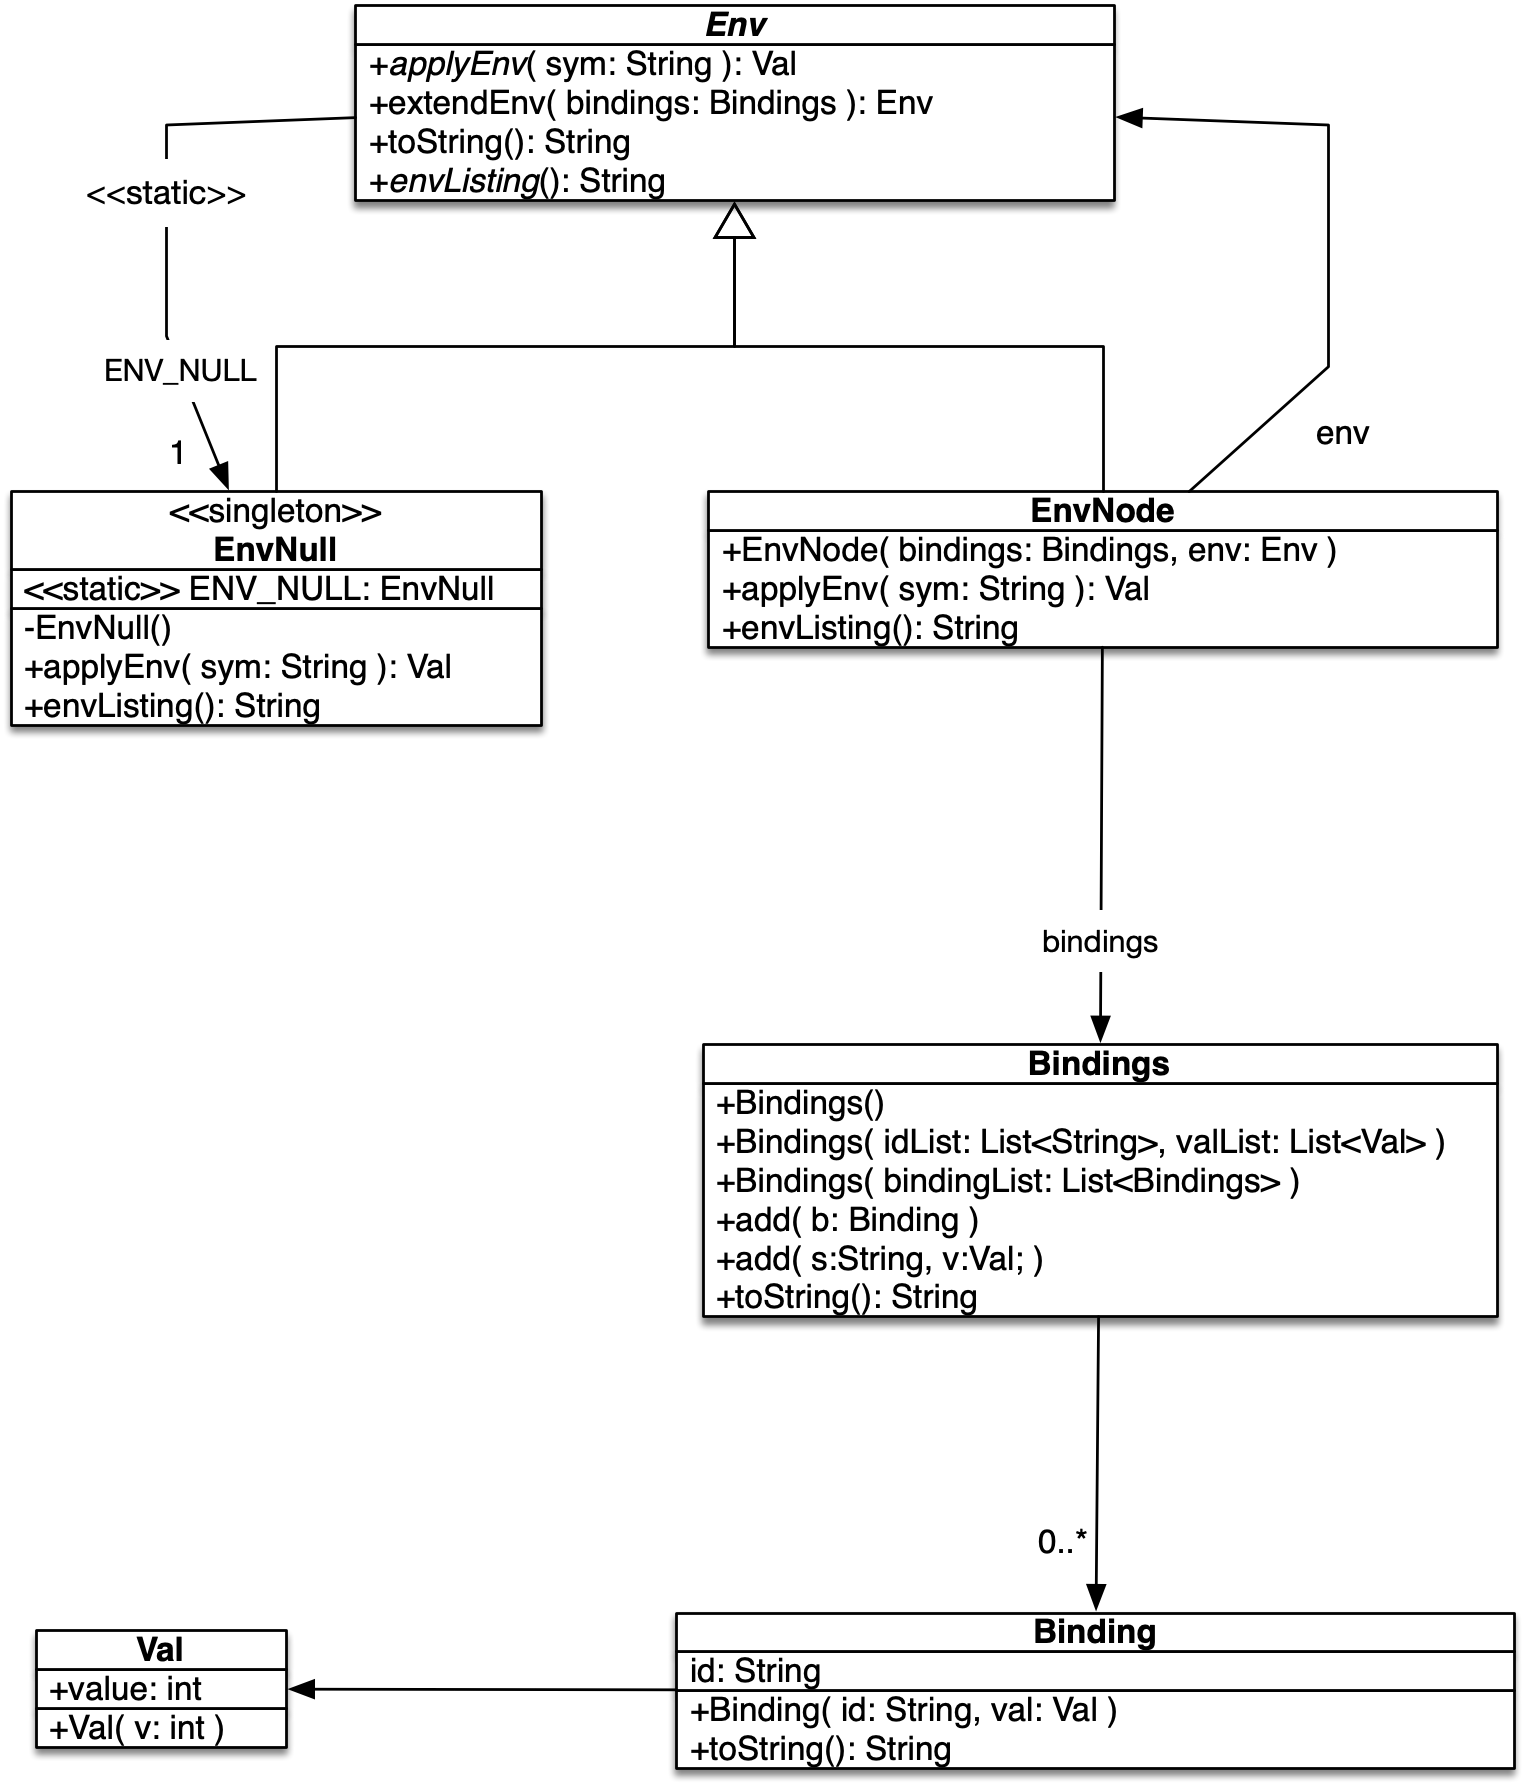 Env
+applyEnv( sym: String ): Val
+extendEnv( bindings: Bindings ): Env
+toString(): String
+envListing(): String
<<static>>
ENV_NULL
1
env
<<singleton>>
EnvNull
<<static>> ENV_NULL: EnvNull
-EnvNull()
+applyEnv( sym: String ): Val
+envListing(): String
EnvNode
+EnvNode( bindings: Bindings, env: Env )
+applyEnv( sym: String ): Val
+envListing(): String
bindings
Bindings
+Bindings()
+Bindings( idList: List<String>, valList: List<Val> )
+Bindings( bindingList: List<Bindings> )
+add( b: Binding )
+add( s:String, v:Val; )
+toString(): String
0..*
Val
+value: int
+Val( v: int )
Binding
id: String
+Binding( id: String, val: Val )
+toString(): String